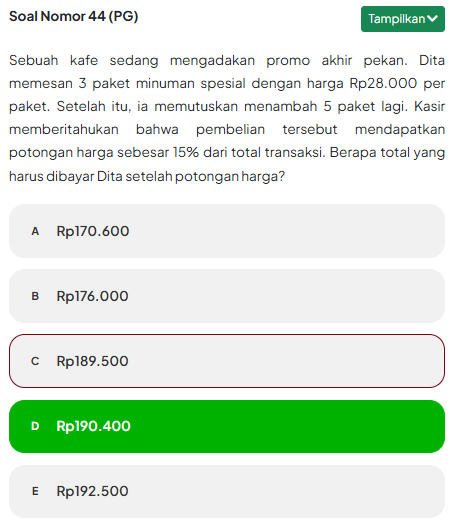 Soal Nomor 44 (PG)
Tampilkan
Sebuah kafe sedang mengadakan promo akhir pekan. Dita
memesan 3 paket minuman spesial dengan harga Rp28.000 per
paket. Setelah itu, ia memutuskan menambah 5 paket lagi. Kasir
memberitahukan bahwa pembelian tersebut mendapatkan
potongan harga sebesar 15% dari total transaksi. Berapa total yang
harus dibayar Dita setelah potongan harga?
A Rp170.600
B Rp176.000
C Rp189.500
D Rp190.400
E Rp192.500